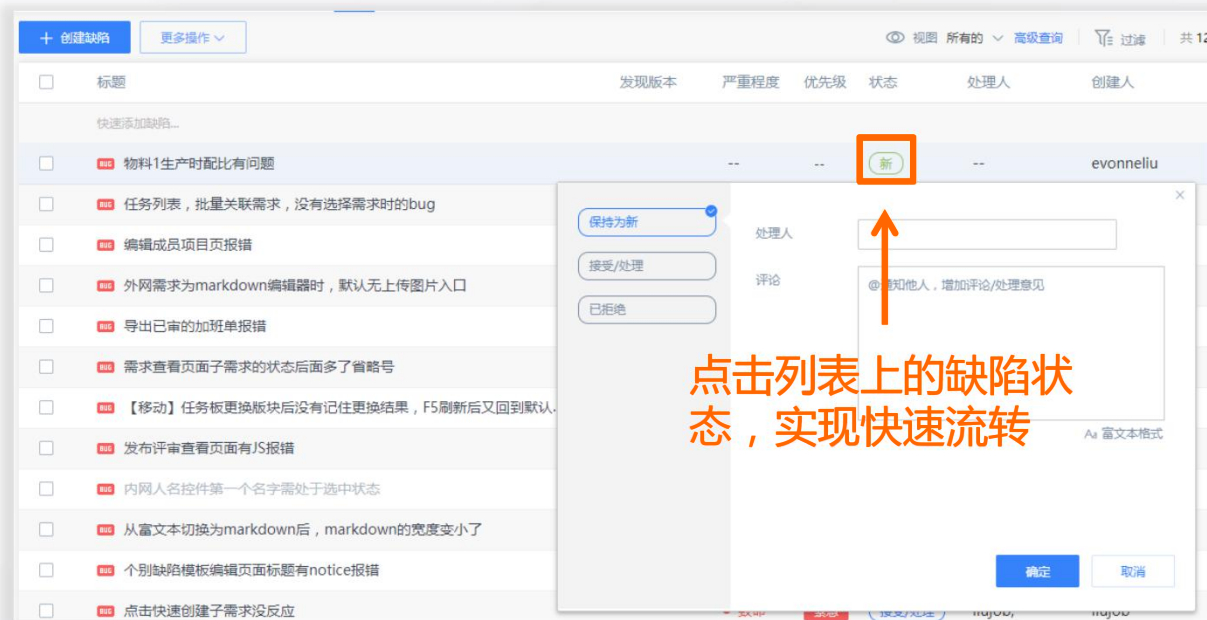 + 创建缺陷 更多操作 视图 所有的 高级查询 过滤 共 12
标题 发现版本 严重程度 优先级 状态 处理人 创建人
快速添加缺陷...
BUG 物料1生产时配比有问题 -- -- 新 -- evonneliu
BUG 任务列表，批量关联需求，没有选择需求时的bug
BUG 编辑成员项目页报错
BUG 外网需求为markdown编辑器时，默认无上传图片入口
BUG 导出已审的加班单报错
BUG 需求查看页面子需求的状态后面多了省略号
BUG 【移动】任务板更换版块后没有记住更换结果，F5刷新后又回到默认.
BUG 发布评审查看页面有JS报错
BUG 内网人名控件第一个名字需处于选中状态
BUG 从富文本切换为markdown后，markdown的宽度变小了
BUG 个别缺陷模板编辑页面标题有notice报错
BUG 点击快速创建子需求没反应
保持为新
接受/处理
已拒绝
处理人
评论
@通知他人，增加评论/处理意见
点击列表上的缺陷状
态，实现快速流转
Aa 富文本格式
确定 取消